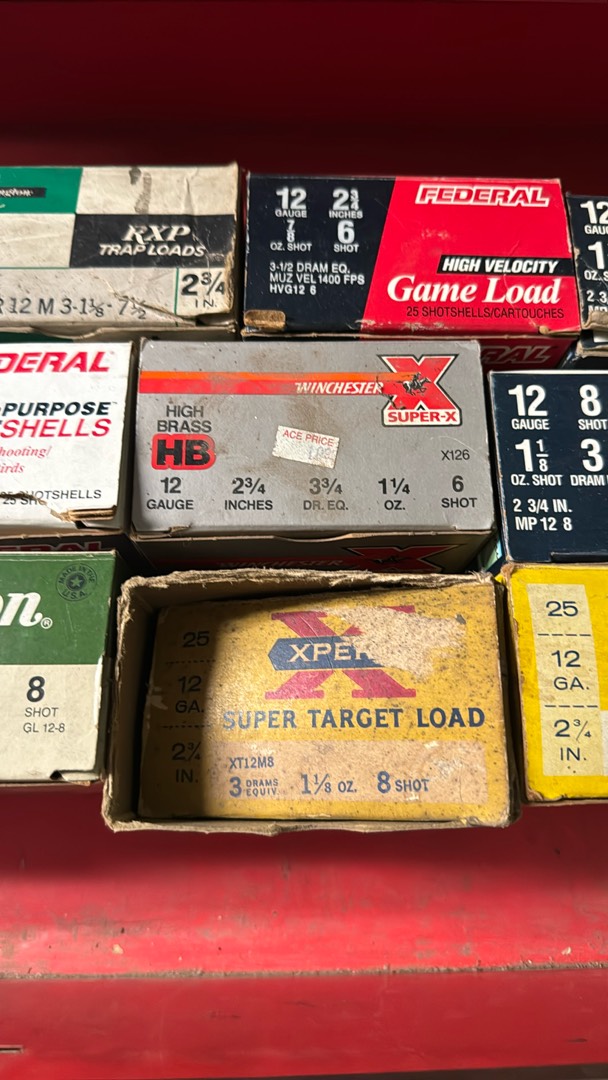 RXP
TRAP LOADS
2¾
IN.
12 M 3-1⅛- 7½
12
GAUGE
2¾
INCHES
⅞
OZ. SHOT
6
SHOT
3-1/2 DRAM EQ.
MUZ VEL 1400 FPS
HVG12 6
FEDERAL
HIGH VELOCITY
Game Load
25 SHOTSHELLS/CARTOUCHES
FEDERAL
DERAL
-PURPOSE
SHELLS
hooting/
irds
25 SHOTSHELLS
WINCHESTER
X
SUPER-X
HIGH
BRASS
HB
ACE PRICE
X126
12
GAUGE
2¾
INCHES
3¾
DR. EQ.
1¼
OZ.
6
SHOT
12
GAUGE
8
SHOT
1⅛
OZ. SHOT
3
DRAM
2 3/4 IN.
MP 12 8
n®
MADE IN THE U.S.A.
8
SHOT
GL 12-8
25
12
GA.
2¾
IN.
X
XPER
SUPER TARGET LOAD
XT12M8
3 DRAMS EQUIV. 1⅛ OZ. 8 SHOT
25
12
GA.
2¾
IN.